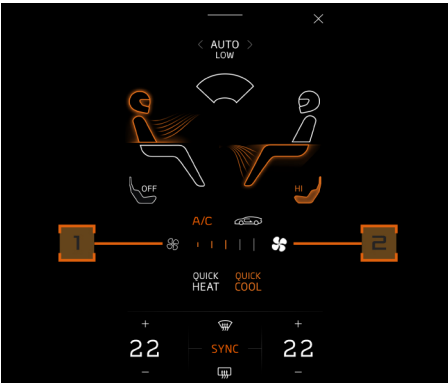 AUTO
LOW
OFF
HI
A/C
1
2
QUICK
HEAT
QUICK
COOL
+
+
22
SYNC
22
−
−